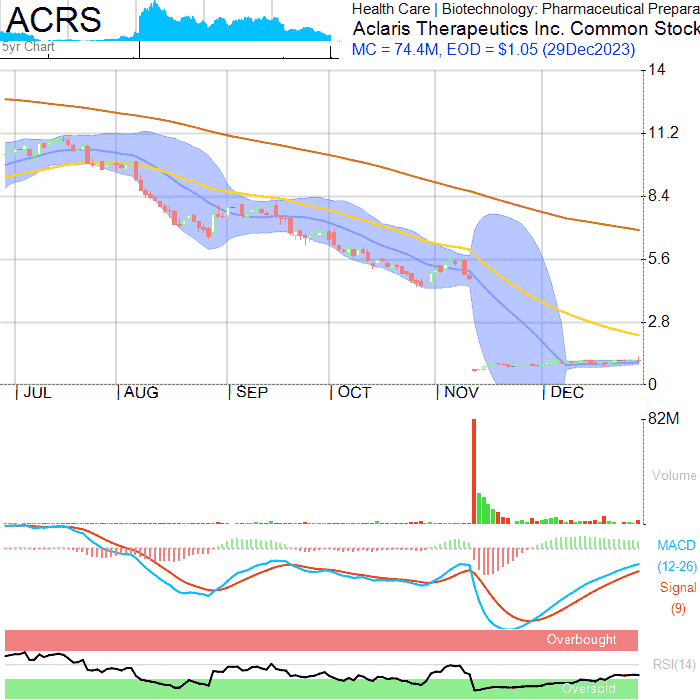 ACRS
5yr Chart
Health Care | Biotechnology: Pharmaceutical Prepara
Aclaris Therapeutics Inc. Common Stock
MC = 74.4M, EOD = $1.05 (29Dec2023)
14
11.2
8.4
5.6
2.8
0
JUL AUG SEP OCT NOV DEC
82M
Volume
MACD
(12-26)
Signal
(9)
Overbought
RSI(14)
Oversold